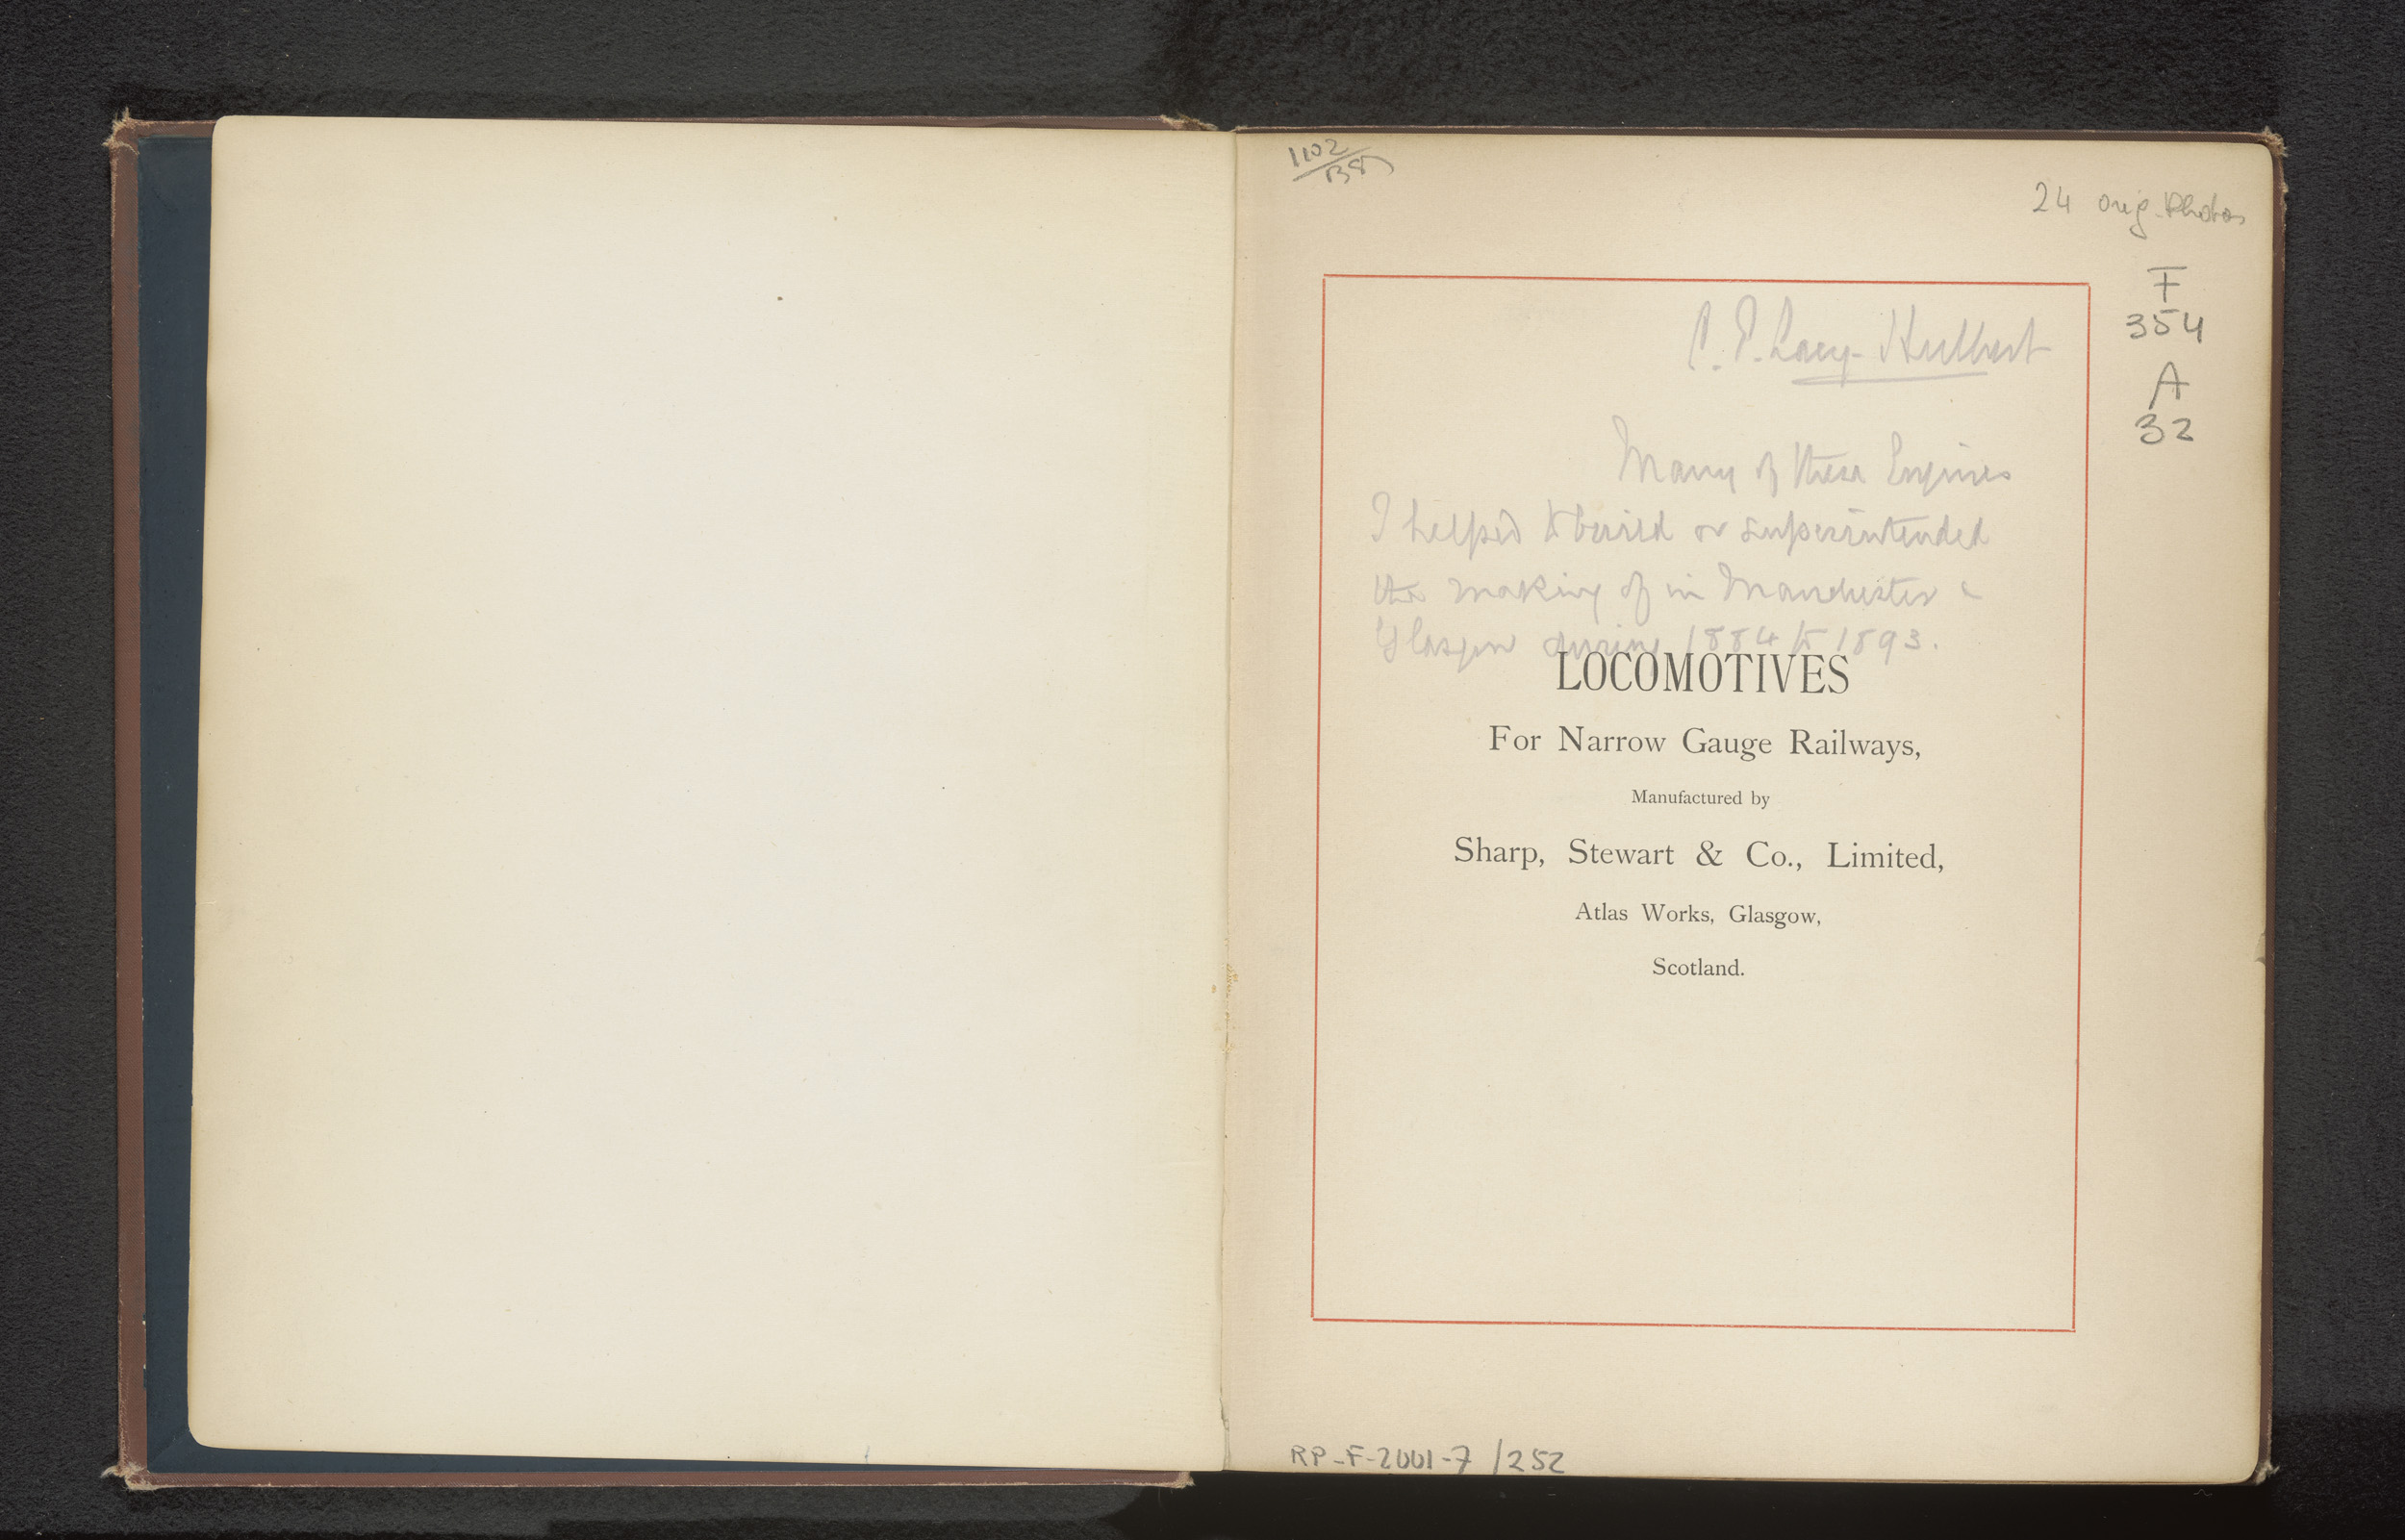 1102
24 orig. Photos
F
354
A
32
Lacy-Hulbert
Many of these Engines
I helped to build or superintended
the making of in Manchester &
Glasgow during 1884 to 1893.
LOCOMOTIVES
For Narrow Gauge Railways,
Manufactured by
Sharp, Stewart & Co., Limited,
Atlas Works, Glasgow,
Scotland.
RP-F-2001-7/252